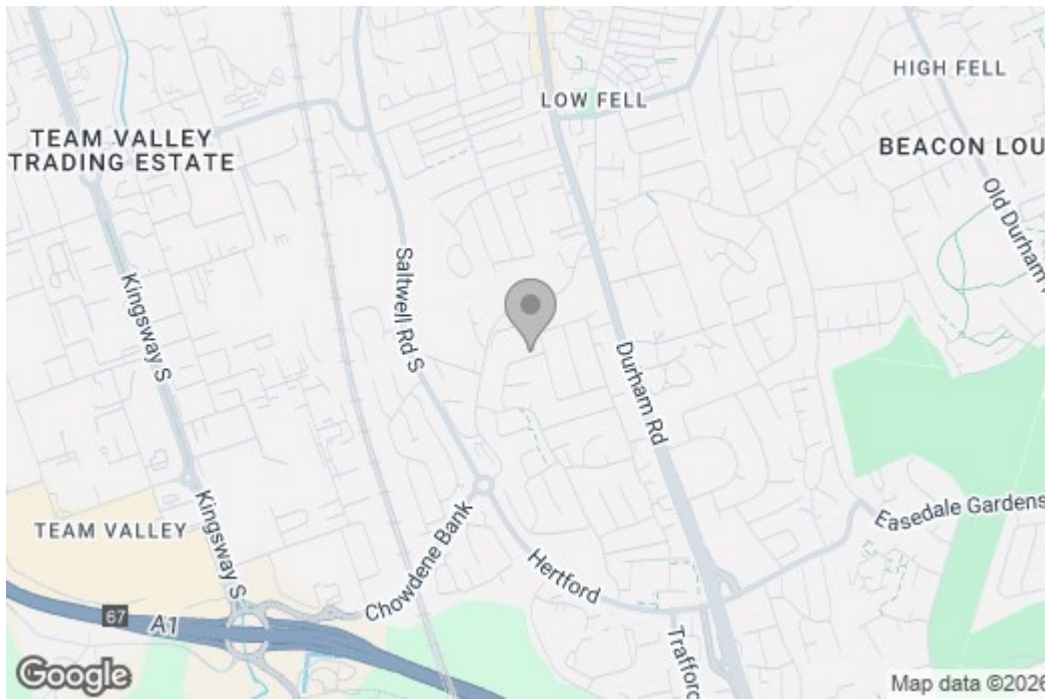 HIGH FELL
LOW FELL
TEAM VALLEY
TRADING ESTATE
BEACON LOU
Old Durham
Kingsway S
Saltwell Rd S
Durham Rd
Kingsway S
Easedale Gardens
TEAM VALLEY
Chowdene Bank
Hertford
67
A1
Trafford
Google
Map data ©2026